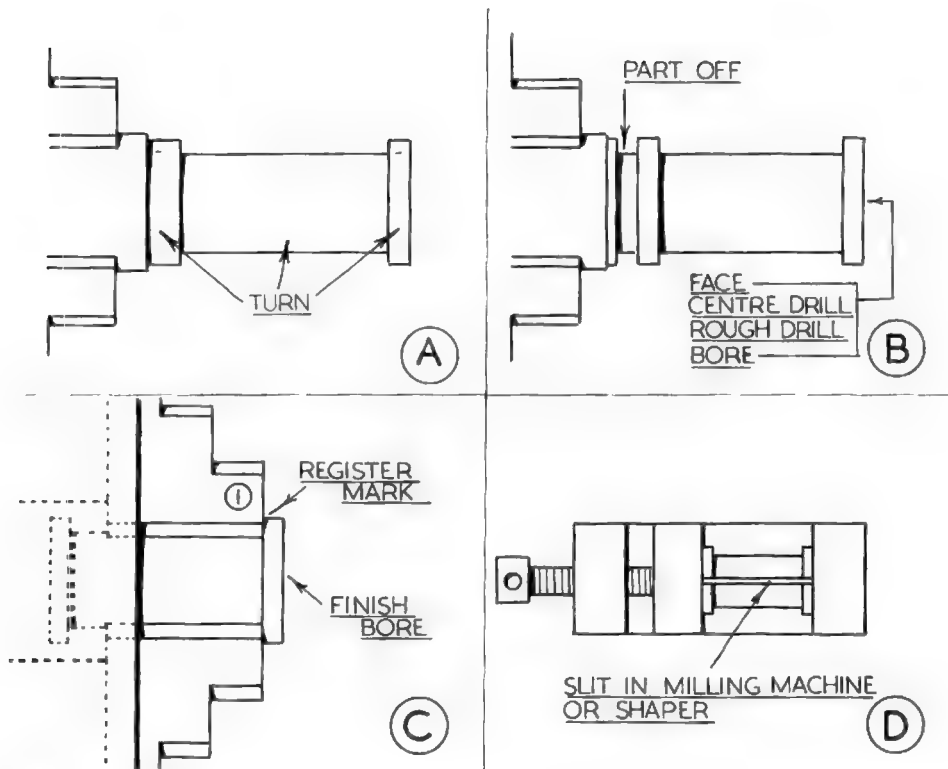 TURN
A
PART OFF
FACE
CENTRE DRILL
ROUGH DRILL
BORE
B
REGISTER
MARK
1
FINISH
BORE
C
SLIT IN MILLING MACHINE
OR SHAPER
D